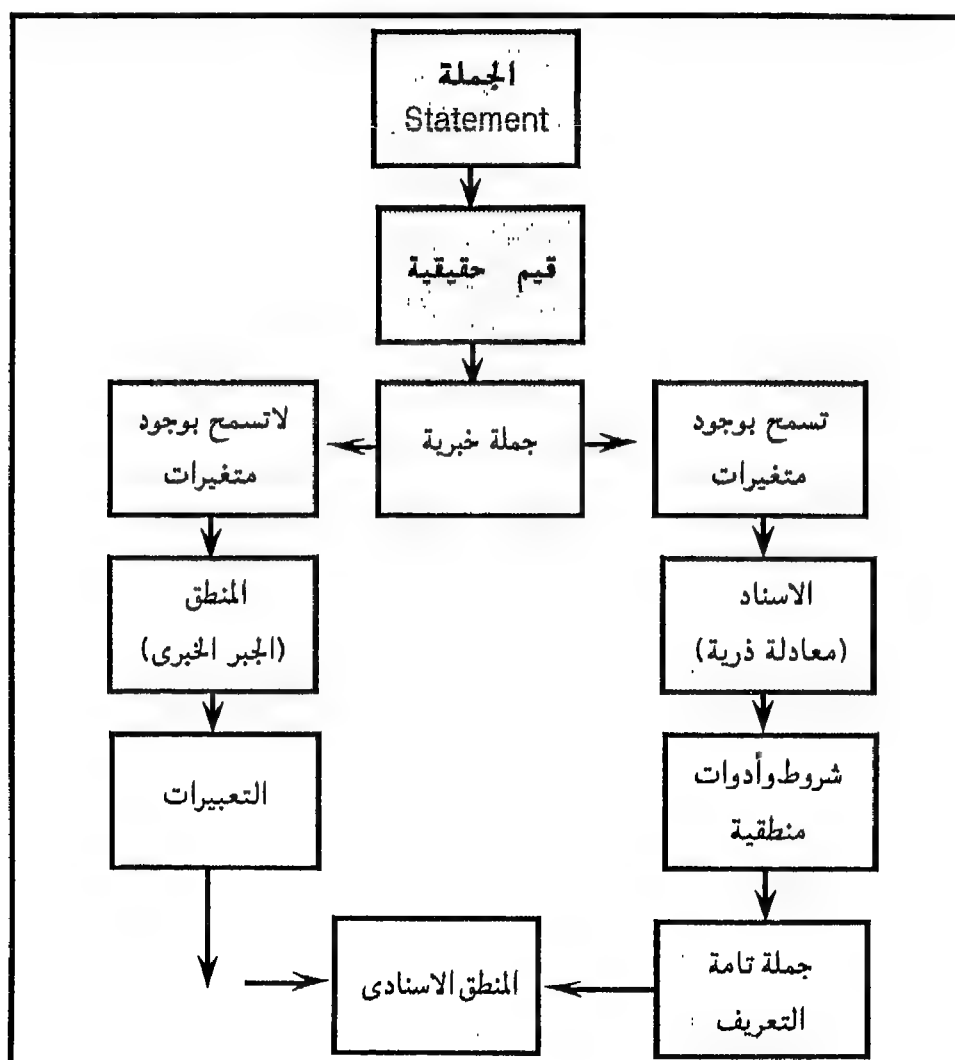 الجملة
Statement
قيم حقيقية
جملة خبرية
تسمح بوجود
متغيرات
لاتسمح بوجود
متغيرات
الاسناد
(معادلة ذرية)
المنطق
(الجبر الخبرى)
شروط وأدوات
منطقية
التعبيرات
جملة تامة
التعريف
المنطق الاسنادى